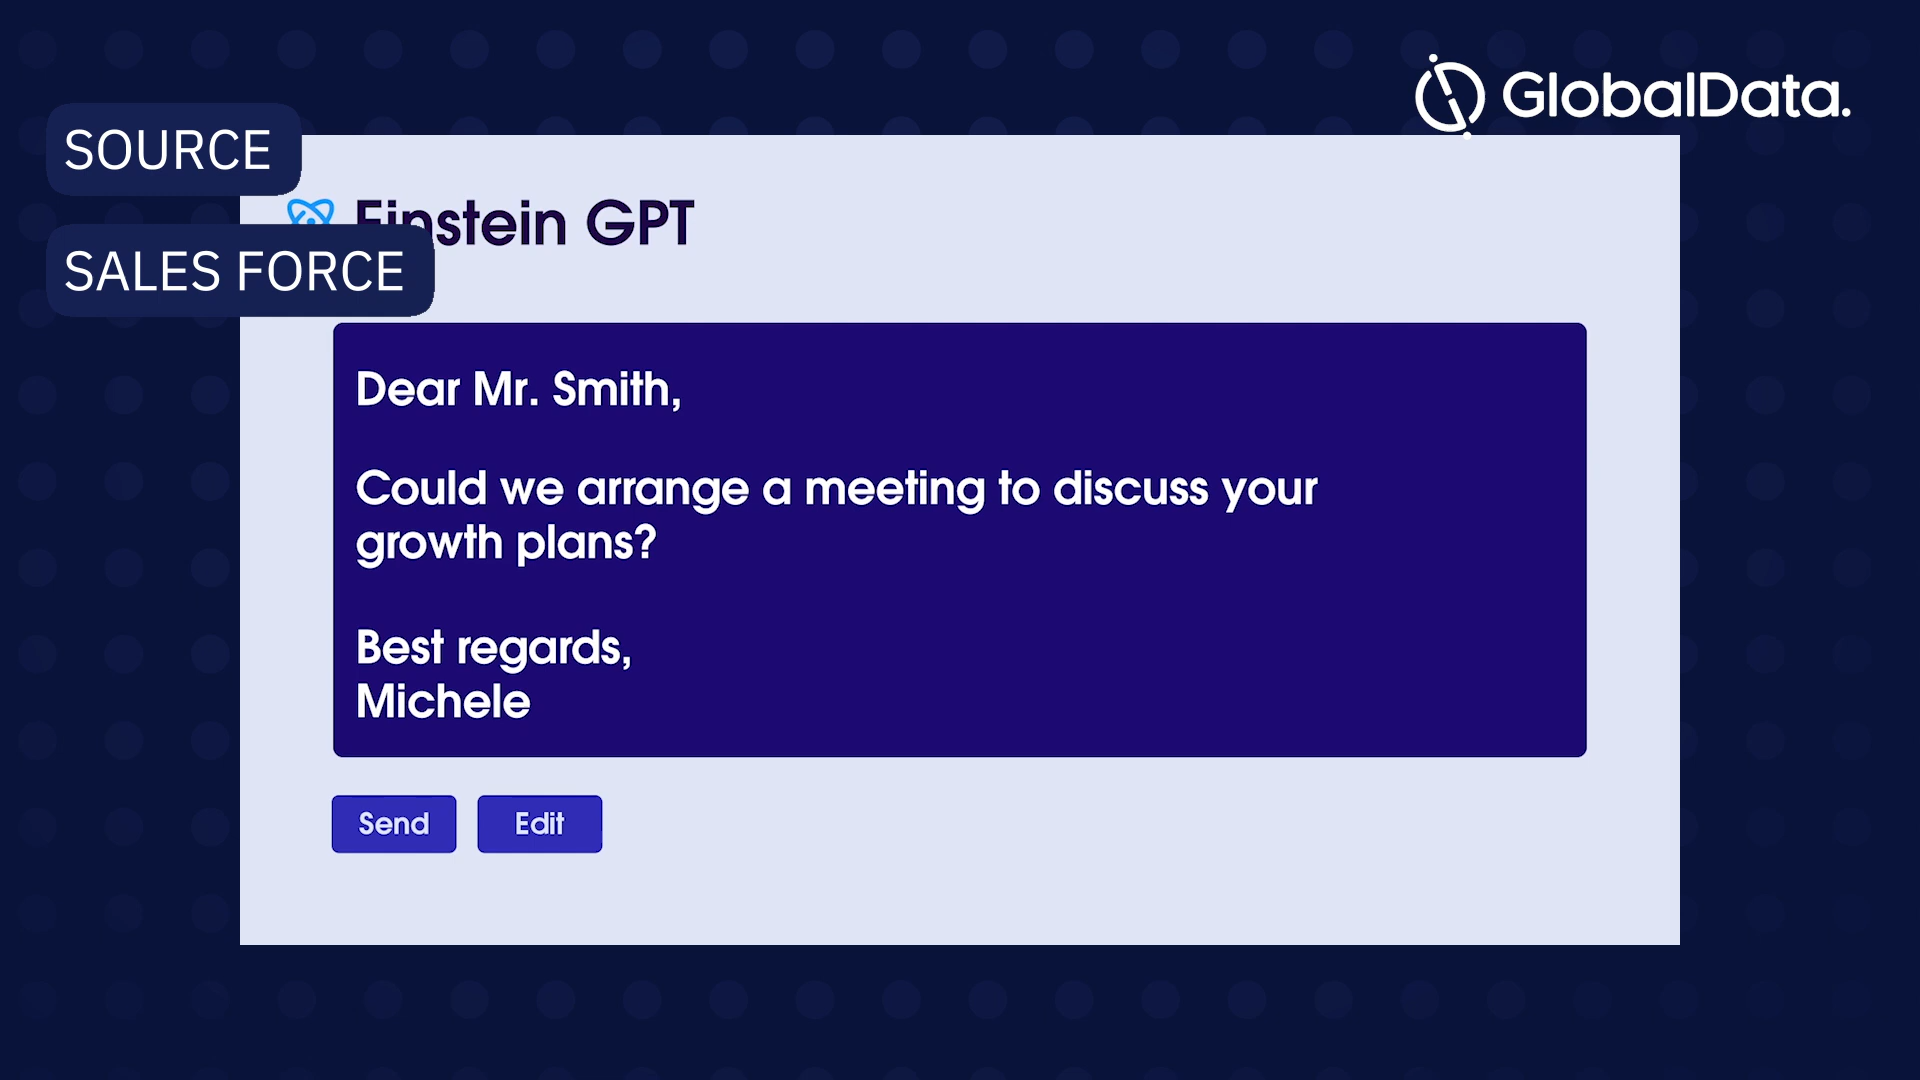 GlobalData.
SOURCE
Einstein GPT
SALES FORCE
Dear Mr. Smith,
Could we arrange a meeting to discuss your
growth plans?
Best regards,
Michele
Send
Edit